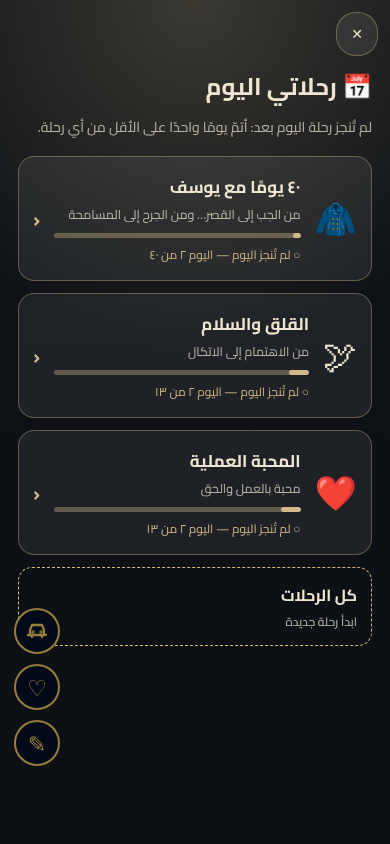 ×
📅 رحلاتي اليوم
لم تُنجز رحلة اليوم بعد: أتمّ يومًا واحدًا على الأقل من أي رحلة.
٤٠ يومًا مع يوسف
من الجب إلى القصر… ومن الجرح إلى المسامحة
○ لم تُنجز اليوم — اليوم ٢ من ٤٠
القلق والسلام
من الاهتمام إلى الاتكال
○ لم تُنجز اليوم — اليوم ٢ من ١٣
المحبة العملية
محبة بالعمل والحق
○ لم تُنجز اليوم — اليوم ٢ من ١٣
كل الرحلات
ابدأ رحلة جديدة